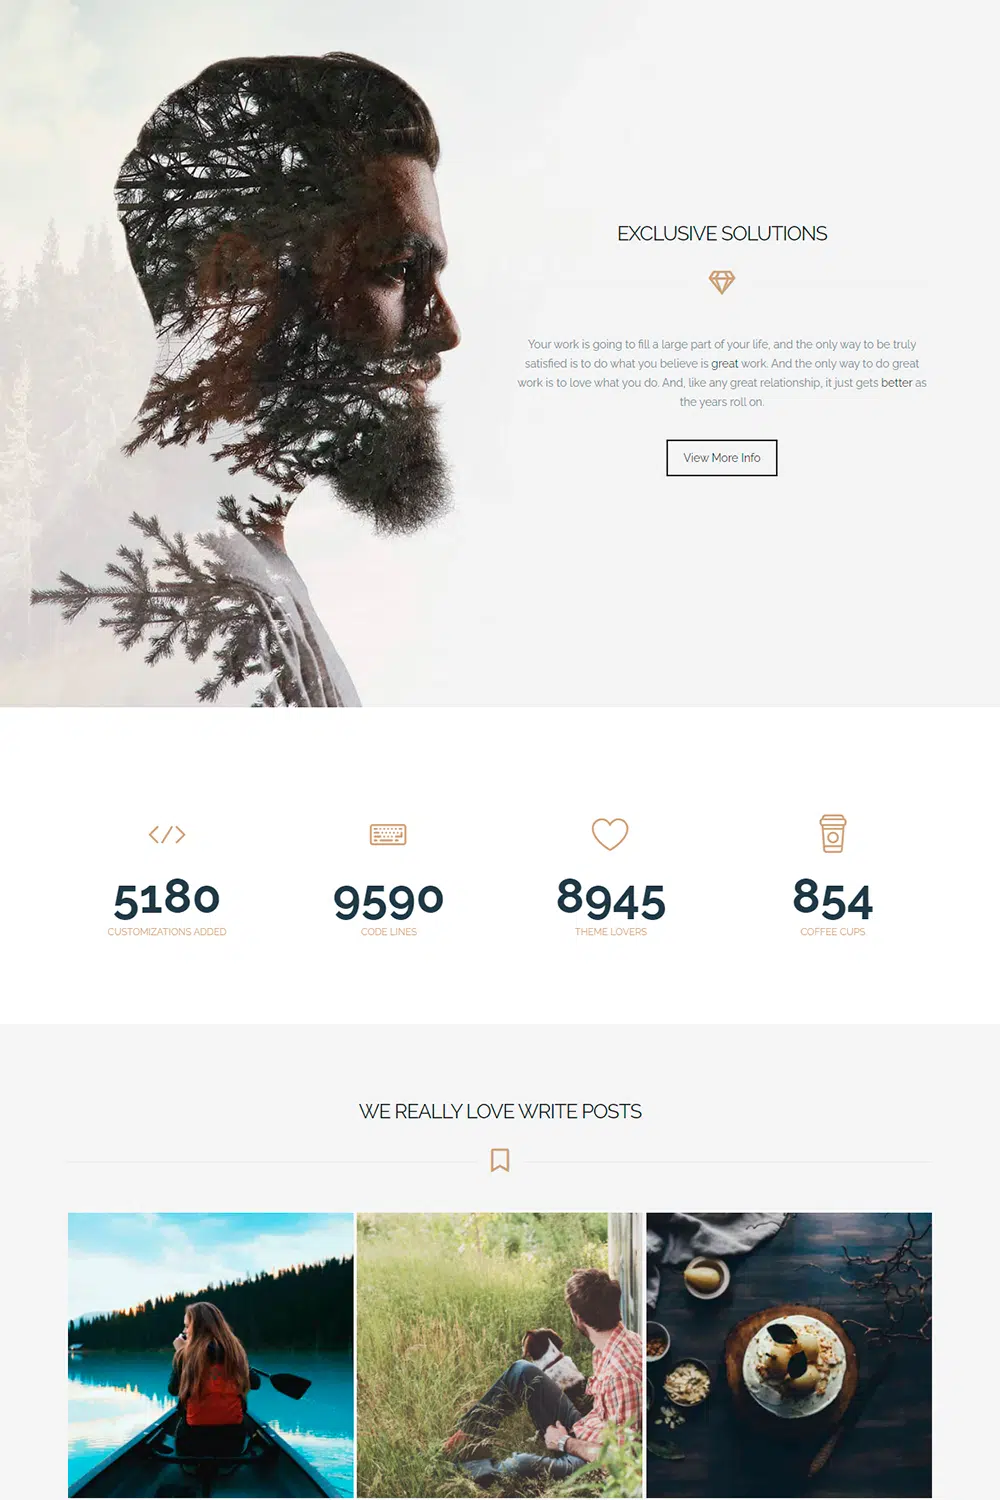 EXCLUSIVE SOLUTIONS
Your work is going to fill a large part of your life, and the only way to be truly
satisfied is to do what you believe is great work. And the only way to do great
work is to love what you do. And, like any great relationship, it just gets better as
the years roll on.
View More Info
5180
CUSTOMIZATIONS ADDED
9590
CODE LINES
8945
THEME LOVERS
854
COFFEE CUPS
WE REALLY LOVE WRITE POSTS